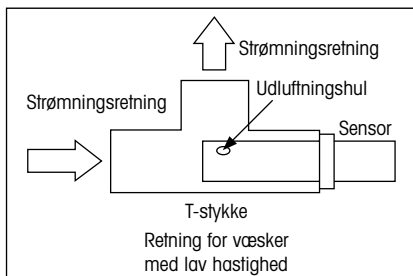 Strømningsretning
Udluftningshul
Strømningsretning
Sensor
T-stykke
Retning for væsker
med lav hastighed